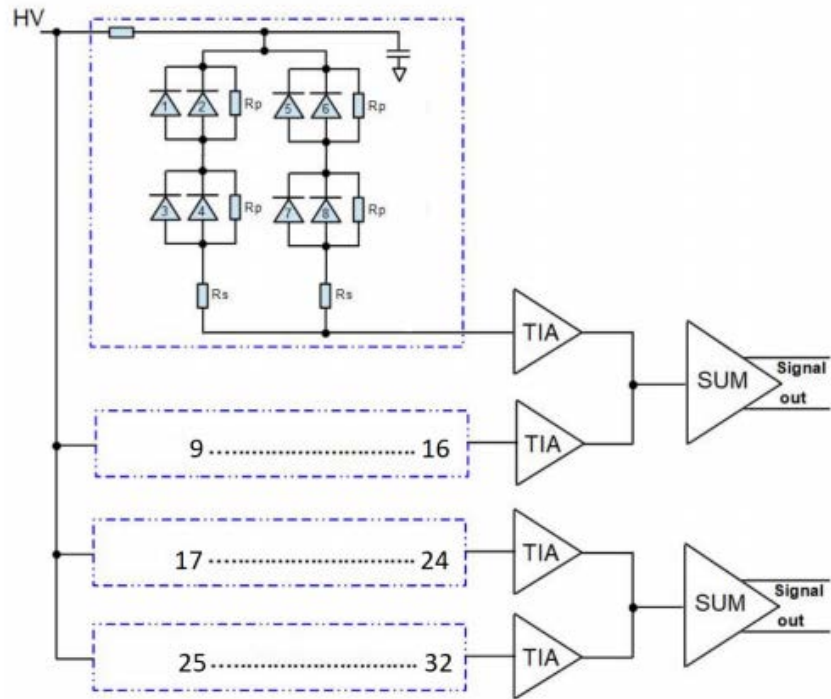 HV
1 2 Rp 5 6 Rp
3 4 Rp 7 8 Rp
Rs Rs
TIA
SUM Signal out
9 ........................... 16 TIA
17 ........................... 24 TIA
SUM Signal out
25 ........................... 32 TIA